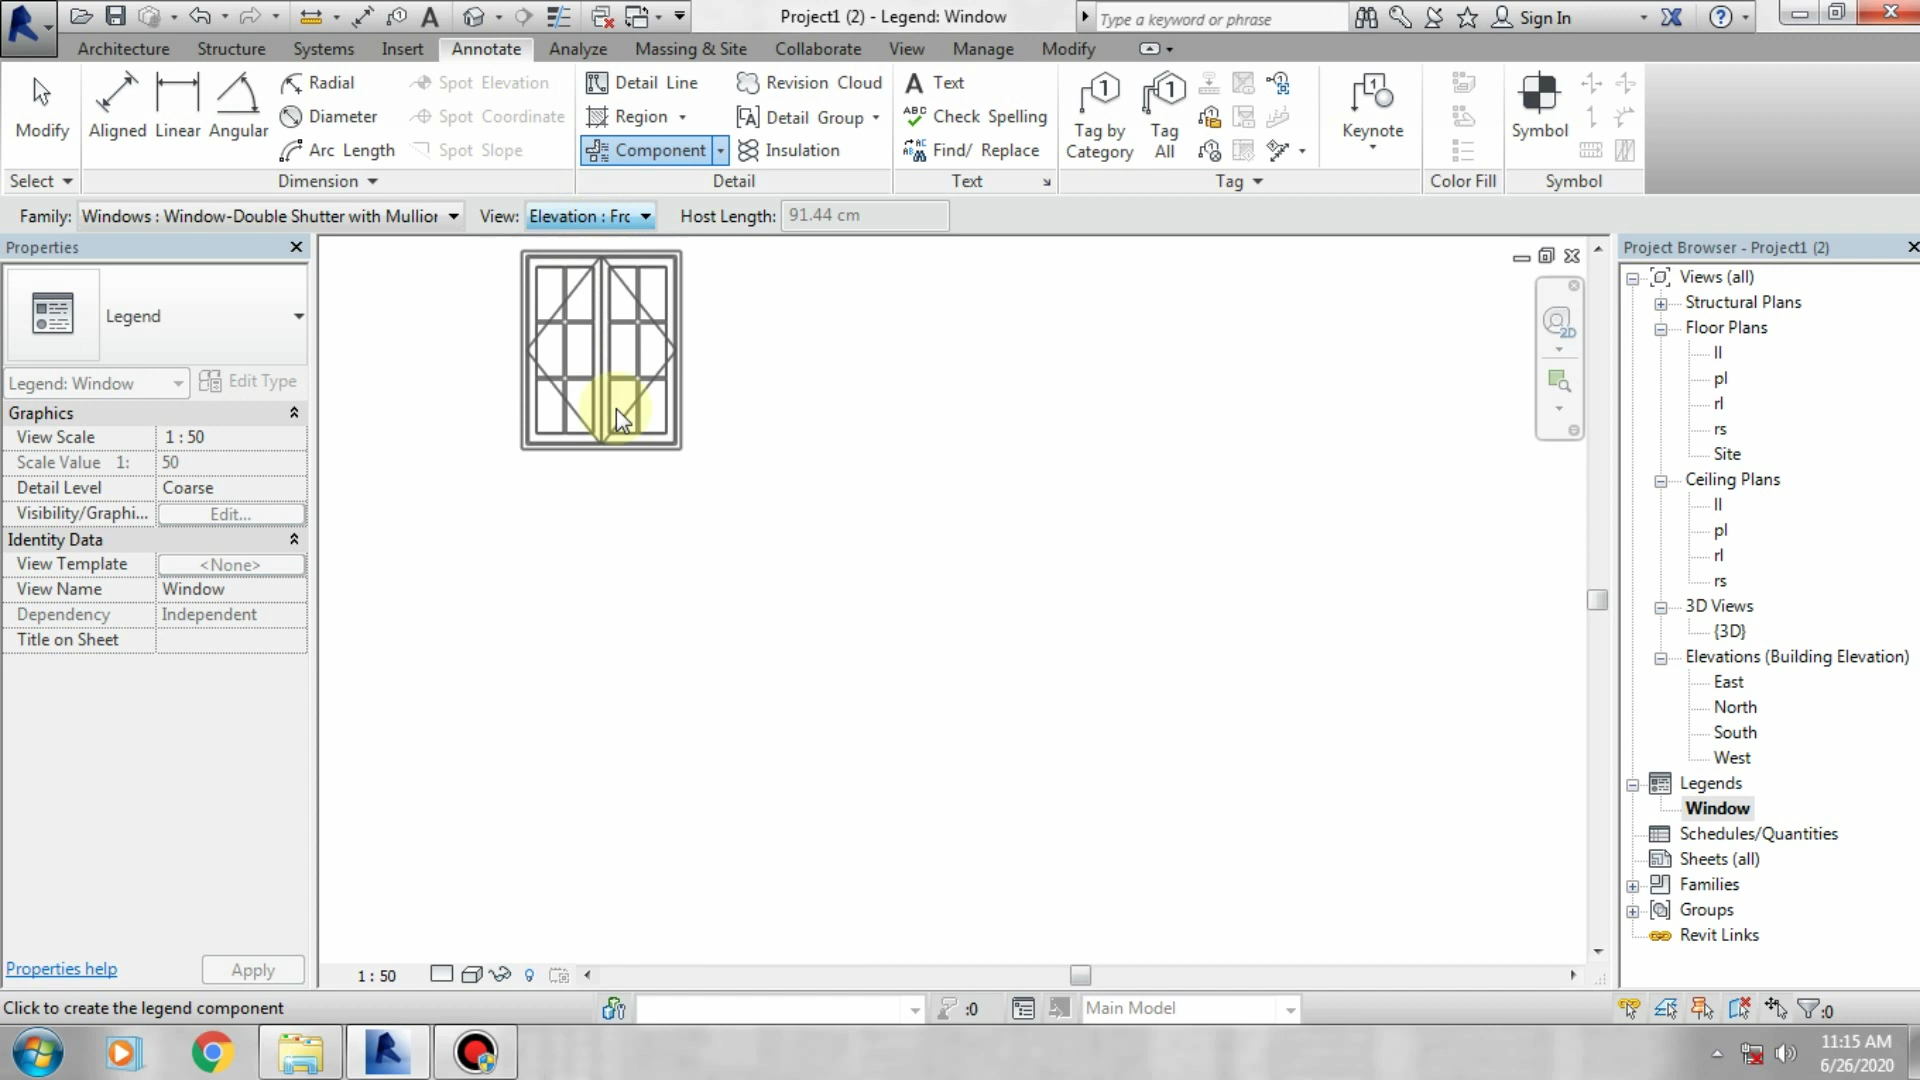 Project1 (2) - Legend: Window
Type a keyword or phrase
Sign In
Architecture
Structure
Systems
Insert
Annotate
Analyze
Massing & Site
Collaborate
View
Manage
Modify
Modify
Aligned
Linear
Angular
Radial
Diameter
Arc Length
Spot Elevation
Spot Coordinate
Spot Slope
Detail Line
Region
Component
Revision Cloud
Detail Group
Insulation
Text
Check Spelling
Find/ Replace
Tag by Category
Tag All
Keynote
Symbol
Select
Dimension
Detail
Text
Tag
Color Fill
Symbol
Family: Windows : Window-Double Shutter with Mullior
View: Elevation : Frc
Host Length: 91.44 cm
Properties
Legend
Legend: Window
Edit Type
Graphics
View Scale 1 : 50
Scale Value 1: 50
Detail Level Coarse
Visibility/Graphi... Edit...
Identity Data
View Template <None>
View Name Window
Dependency Independent
Title on Sheet
Properties help
Apply
2D
Project Browser - Project1 (2)
Views (all)
Structural Plans
Floor Plans
ll
pl
rl
rs
Site
Ceiling Plans
ll
pl
rl
rs
3D Views
{3D}
Elevations (Building Elevation)
East
North
South
West
Legends
Window
Schedules/Quantities
Sheets (all)
Families
Groups
Revit Links
1 : 50
Click to create the legend component
:0
Main Model
:0
11:15 AM
6/26/2020